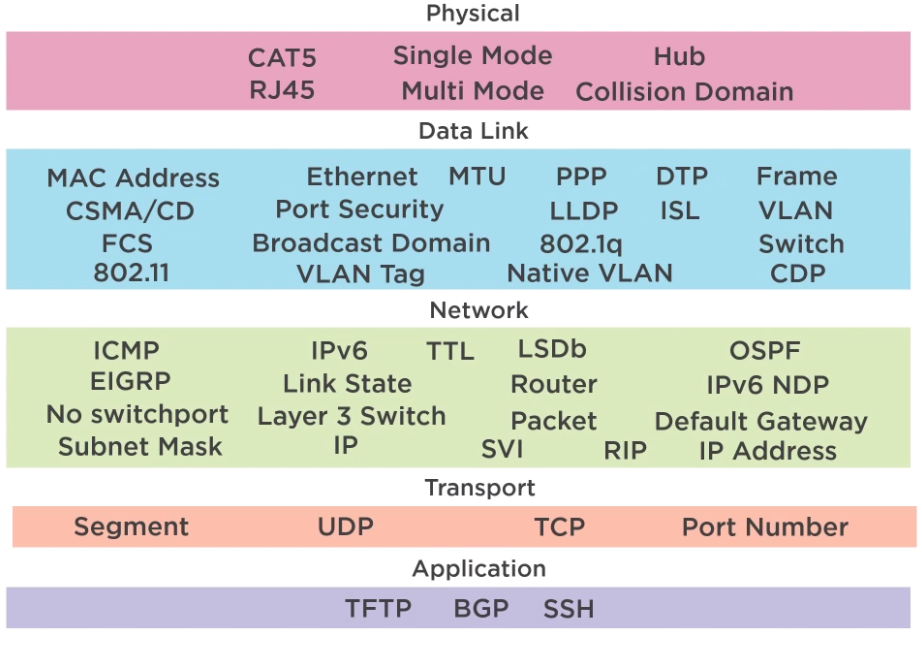 Physical
CAT5 Single Mode Hub
RJ45 Multi Mode Collision Domain
Data Link
MAC Address Ethernet MTU PPP DTP Frame
CSMA/CD Port Security LLDP ISL VLAN
FCS Broadcast Domain 802.1q Switch
802.11 VLAN Tag Native VLAN CDP
Network
ICMP IPv6 TTL LSDb OSPF
EIGRP Link State Router IPv6 NDP
No switchport Layer 3 Switch Packet Default Gateway
Subnet Mask IP SVI RIP IP Address
Transport
Segment UDP TCP Port Number
Application
TFTP BGP SSH